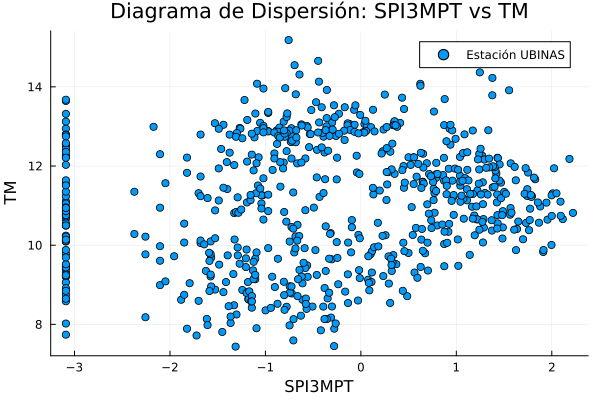 Diagrama de Dispersión: SPI3MPT vs TM
Estación UBINAS
14
12
10
8
TM
−3
−2
−1
0
1
2
SPI3MPT